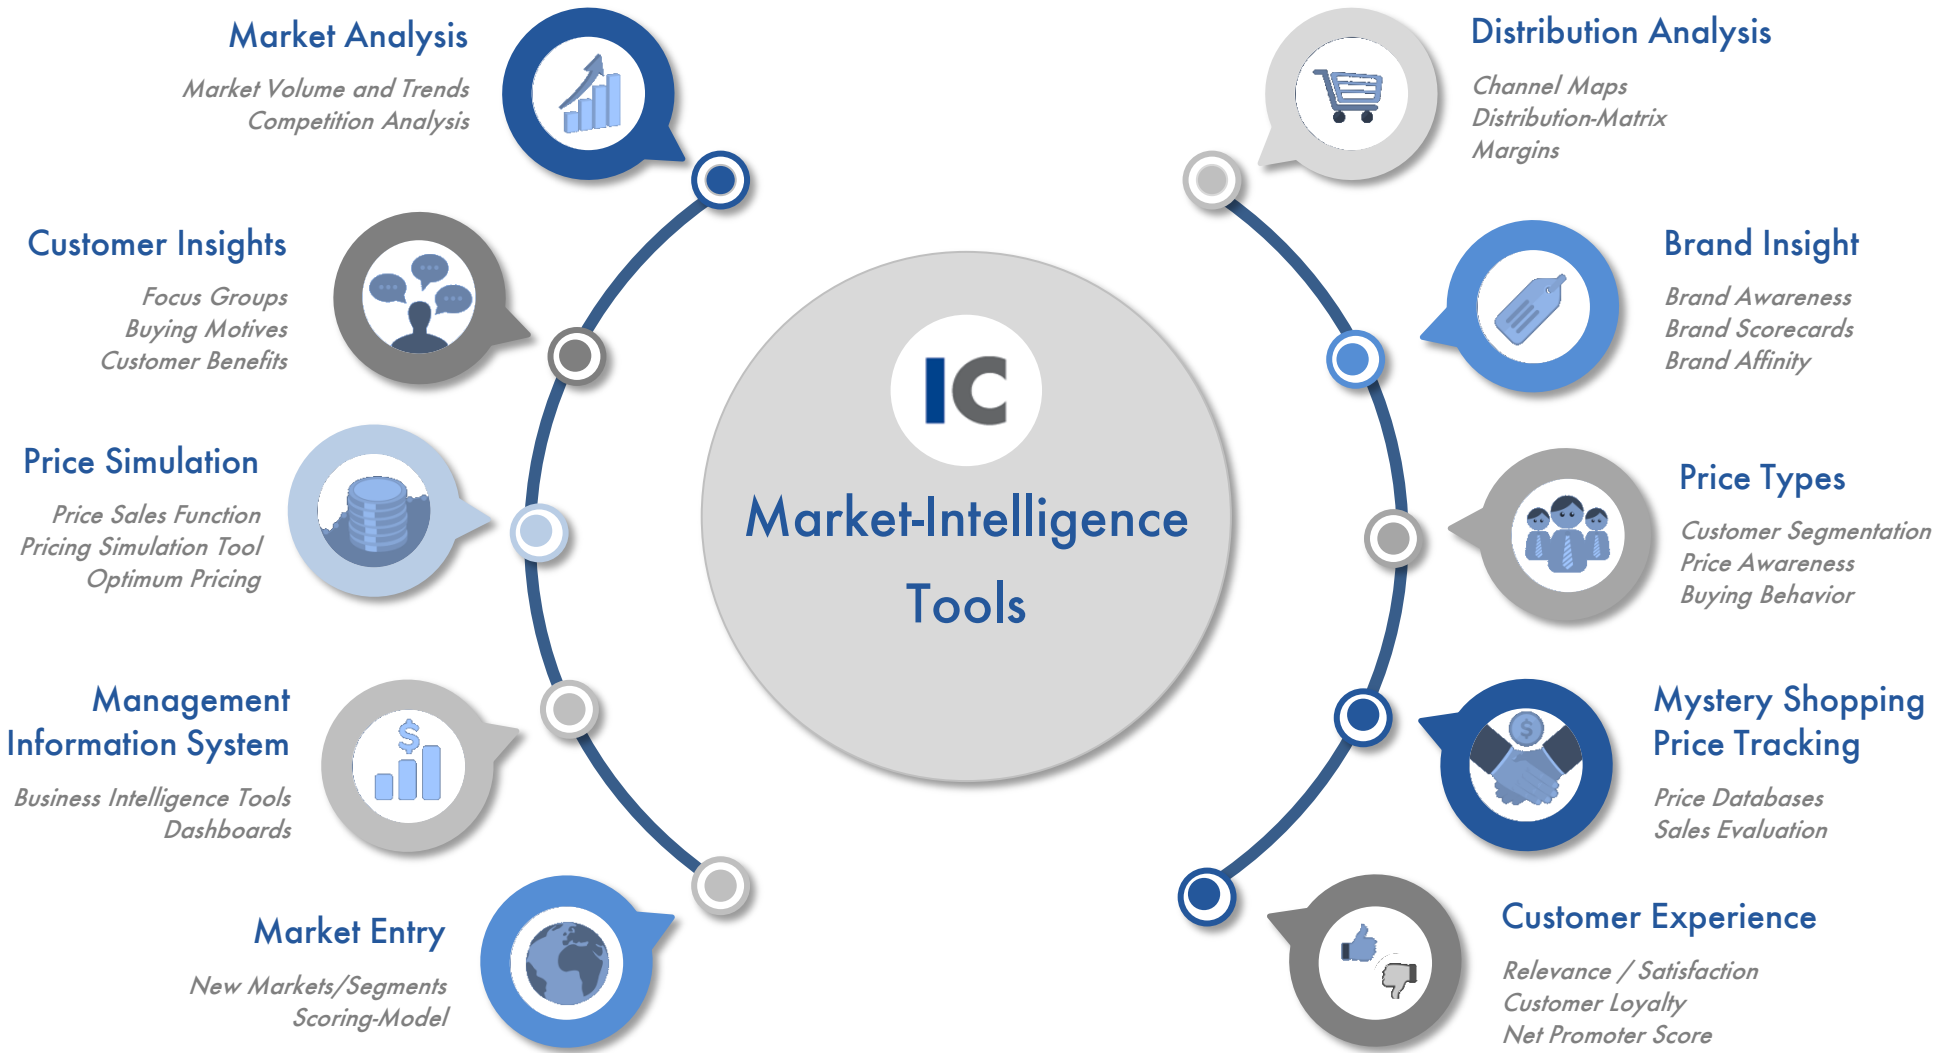 Market Analysis
Market Volume and Trends
Competition Analysis
Customer Insights
Focus Groups
Buying Motives
Customer Benefits
Price Simulation
Price Sales Function
Pricing Simulation Tool
Optimum Pricing
Management
Information System
$
Business Intelligence Tools
Dashboards
Market Entry
New Markets/Segments
Scoring-Model
IC
Market-Intelligence
Tools
Distribution Analysis
Channel Maps
Distribution-Matrix
Margins
Brand Insight
Brand Awareness
Brand Scorecards
Brand Affinity
Price Types
Customer Segmentation
Price Awareness
Buying Behavior
Mystery Shopping
Price Tracking
$
Price Databases
Sales Evaluation
Customer Experience
Relevance / Satisfaction
Customer Loyalty
Net Promoter Score